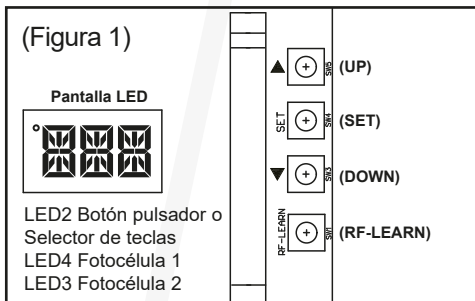 (Figura 1)
Pantalla LED
LED2 Botón pulsador o
Selector de teclas
LED4 Fotocélula 1
LED3 Fotocélula 2
SW5
(UP)
SET
SW4
(SET)
SW3
(DOWN)
RF-LEARN
SW1
(RF-LEARN)